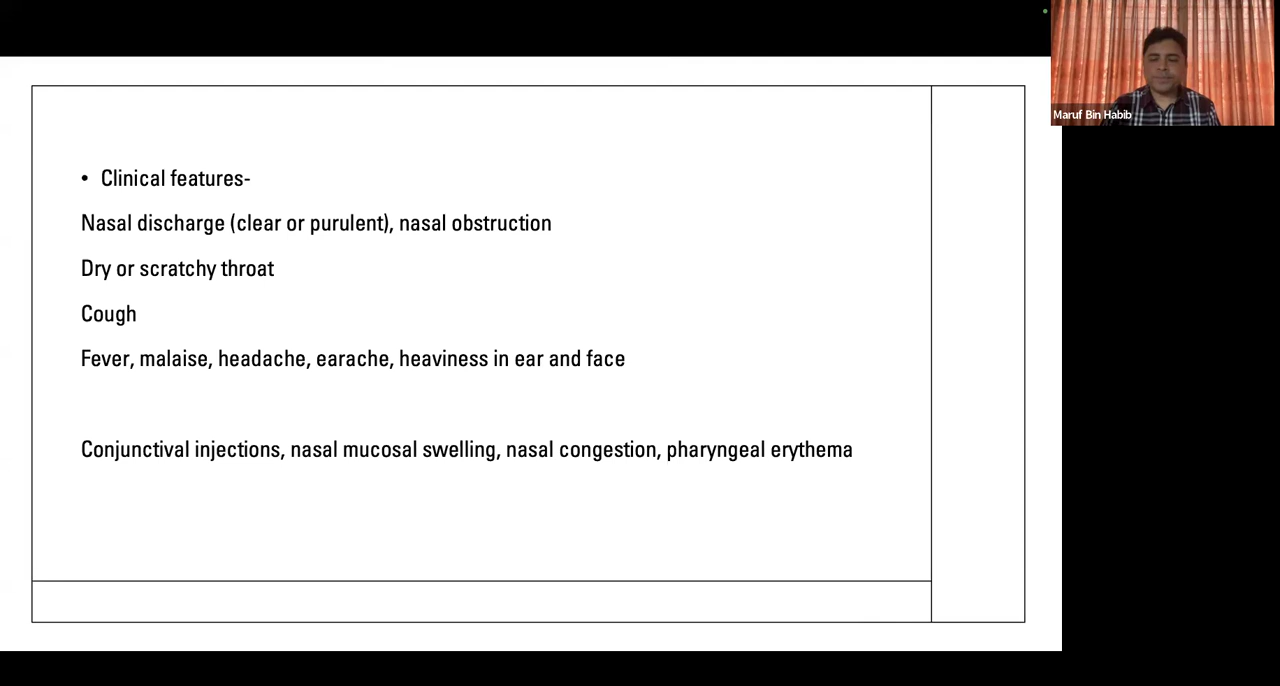 • Clinical features-
Nasal discharge (clear or purulent), nasal obstruction
Dry or scratchy throat
Cough
Fever, malaise, headache, earache, heaviness in ear and face
Conjunctival injections, nasal mucosal swelling, nasal congestion, pharyngeal erythema
Maruf Bin Habib